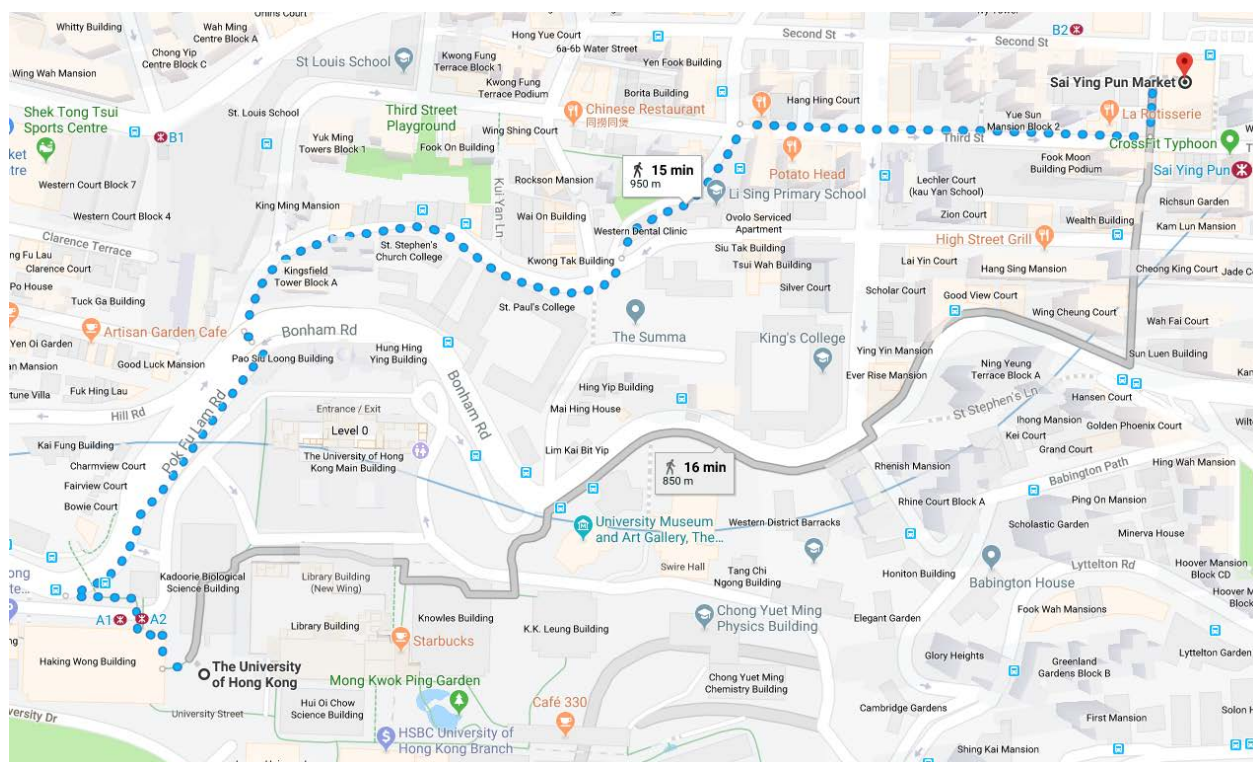 Whitty Building
Wah Ming
Centre Block A
Chong Yip
Centre Block C
Wing Wah Mansion
Shek Tong Tsui
Sports Centre
B1
Western Court Block 7
Western Court Block 4
Clarence Terrace
Clarence Court
Tuck Ga Building
Artisan Garden Cafe
Yen Oi Garden
Good Luck Mansion
Fuk Hing Lau
Hill Rd
Kai Fung Building
Charmview Court
Fairview Court
Bowie Court
St Louis School
St. Louis School
Third Street
Playground
Yuk Ming
Towers Block 1
Fook On Building
King Ming Mansion
Kingsfield
Tower Block A
St. Stephen's
Church College
Kwong Fung
Terrace Block 1
Kwong Fung
Terrace Podium
Hong Yue Court
6a-6b Water Street
Yen Fook Building
Borita Building
Chinese Restaurant
同撈同煲
Wing Shing Court
Rockson Mansion
Kui Yan Ln
Wai On Building
Kwong Tak Building
Western Dental Clinic
15 min
950 m
Li Sing Primary School
Ovolo Serviced
Apartment
Siu Tak Building
Tsui Wah Building
Silver Court
Potato Head
Hang Hing Court
Second St
Second St
B2
Sai Ying Pun Market
La Rotisserie
Yue Sun
Mansion Block 2
Third St
CrossFit Typhoon
Fook Moon
Building Podium
Sai Ying Pun
Lechler Court
(kau Yan School)
Zion Court
Wealth Building
Richsun Garden
Kam Lun Mansion
High Street Grill
Lai Yin Court
Hang Sing Mansion
Cheong King Court
Scholar Court
Good View Court
Wing Cheung Court
Wah Fai Court
Sun Luen Building
St. Paul's College
The Summa
King's College
Ying Yin Mansion
Ever Rise Mansion
Ning Yeung
Terrace Block A
St Stephen's Ln
Hansen Court
Ihong Mansion
Golden Phoenix Court
Kei Court
Grand Court
Babington Path
Hing Wah Mansion
Bonham Rd
Pao Siu Loong Building
Hung Hing
Ying Building
Bonham Rd
Pok Fu Lam Rd
Entrance / Exit
Level 0
The University of Hong
Kong Main Building
Hing Yip Building
Mai Hing House
Lim Kai Bit Yip
16 min
850 m
Rhenish Mansion
Rhine Court Block A
Ping On Mansion
Scholastic Garden
Minerva House
University Museum
and Art Gallery, The...
Western District Barracks
Swire Hall
Tang Chi
Ngong Building
Honiton Building
Babington House
Lyttelton Rd
Hoover Mansion
Block CD
Kadoorie Biological
Science Building
Library Building
(New Wing)
Library Building
Knowles Building
Starbucks
K.K. Leung Building
Chong Yuet Ming
Physics Building
Elegant Garden
Fook Wah Mansions
A1
A2
Haking Wong Building
The University
of Hong Kong
Mong Kwok Ping Garden
Chong Yuet Ming
Chemistry Building
Glory Heights
Greenland
Gardens Block B
Lyttelton Garden
University Street
Hui Oi Chow
Science Building
Café 330
HSBC University of
Hong Kong Branch
Cambridge Gardens
First Mansion
Shing Kai Mansion